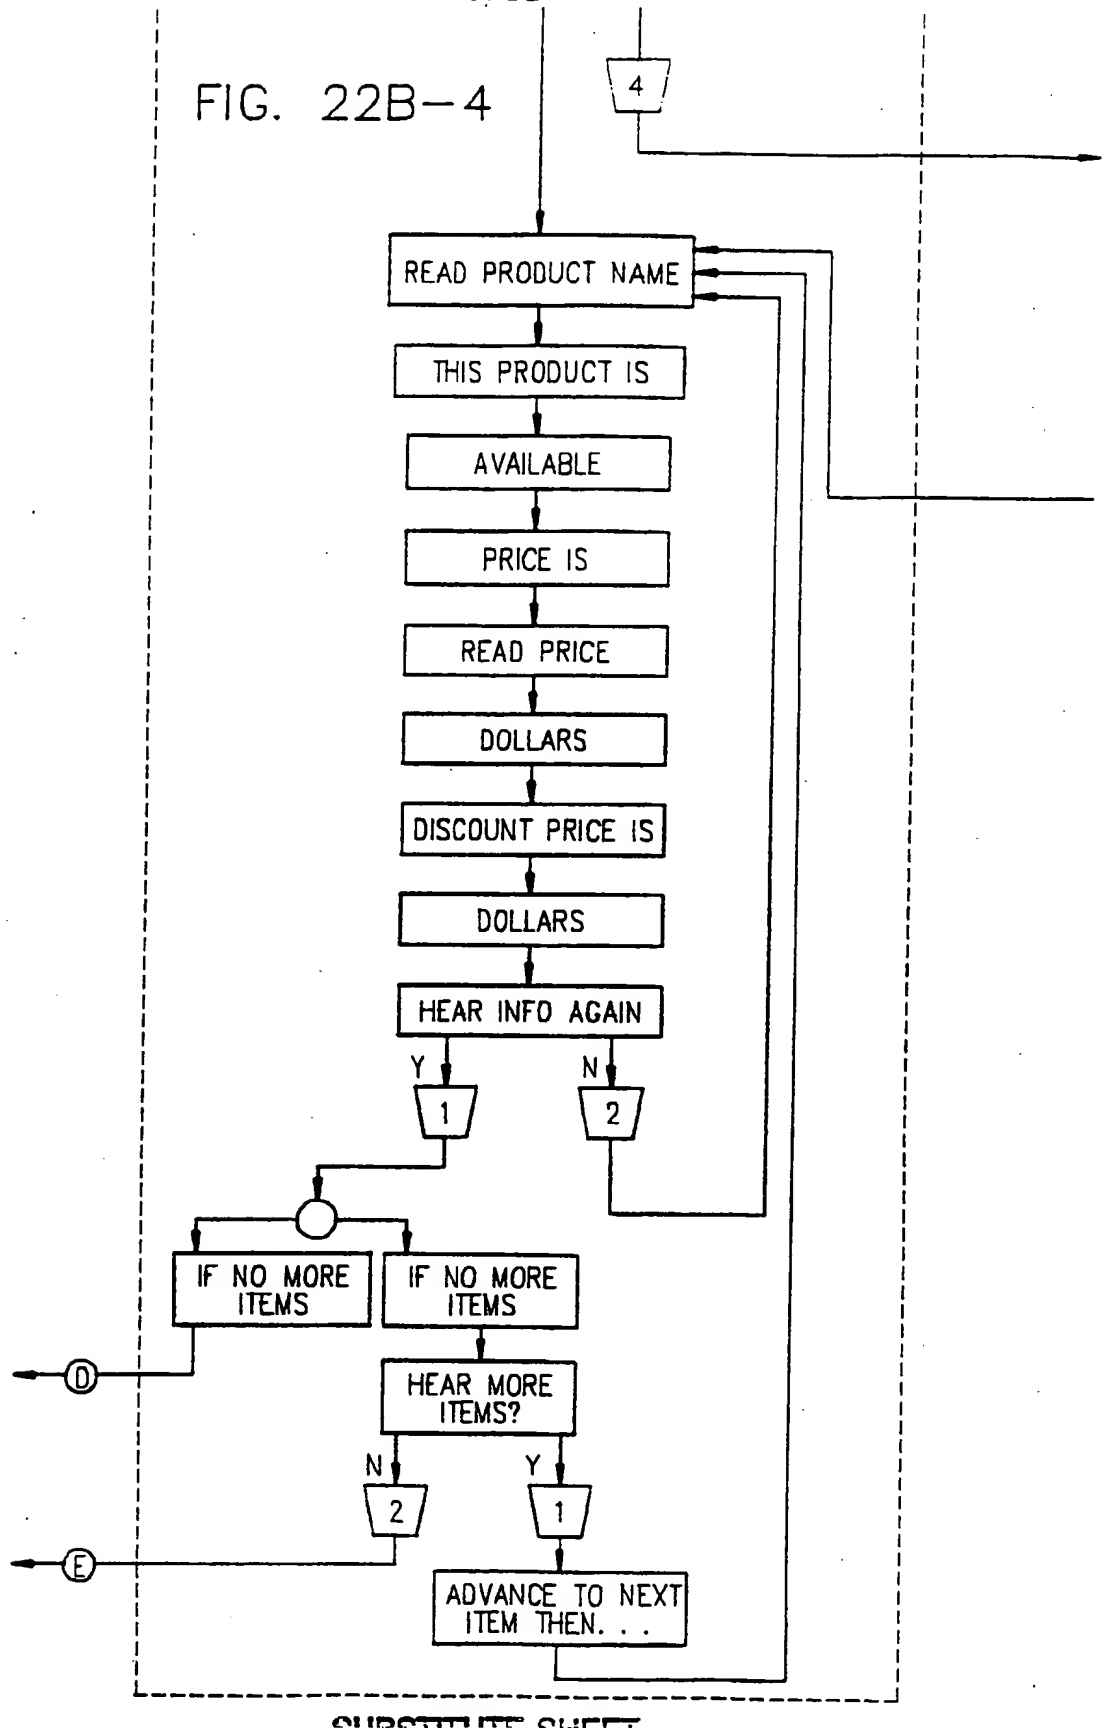 FIG. 22B-4
4
READ PRODUCT NAME
THIS PRODUCT IS
AVAILABLE
PRICE IS
READ PRICE
DOLLARS
DISCOUNT PRICE IS
DOLLARS
HEAR INFO AGAIN
Y
N
1
2
IF NO MORE
ITEMS
IF NO MORE
ITEMS
D
HEAR MORE
ITEMS?
N
Y
2
1
E
ADVANCE TO NEXT
ITEM THEN. . .
SUBSTITUTE SHEET